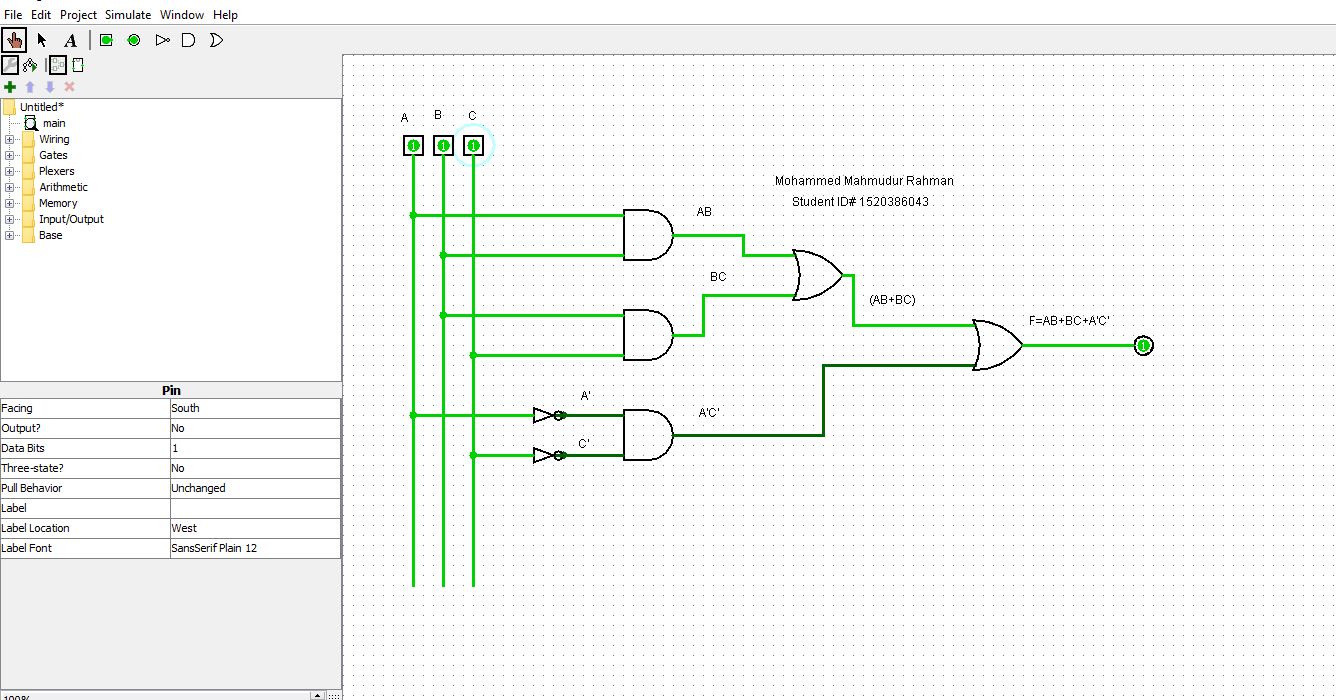 File Edit Project Simulate Window Help
A
Untitled*
main
Wiring
Gates
Plexers
Arithmetic
Memory
Input/Output
Base
Pin
Facing South
Output? No
Data Bits 1
Three-state? No
Pull Behavior Unchanged
Label
Label Location West
Label Font SansSerif Plain 12
100%
A B C
1 1 1
Mohammed Mahmudur Rahman
Student ID# 1520386043
AB
BC
(AB+BC)
F=AB+BC+A'C'
1
A'
A'C'
C'